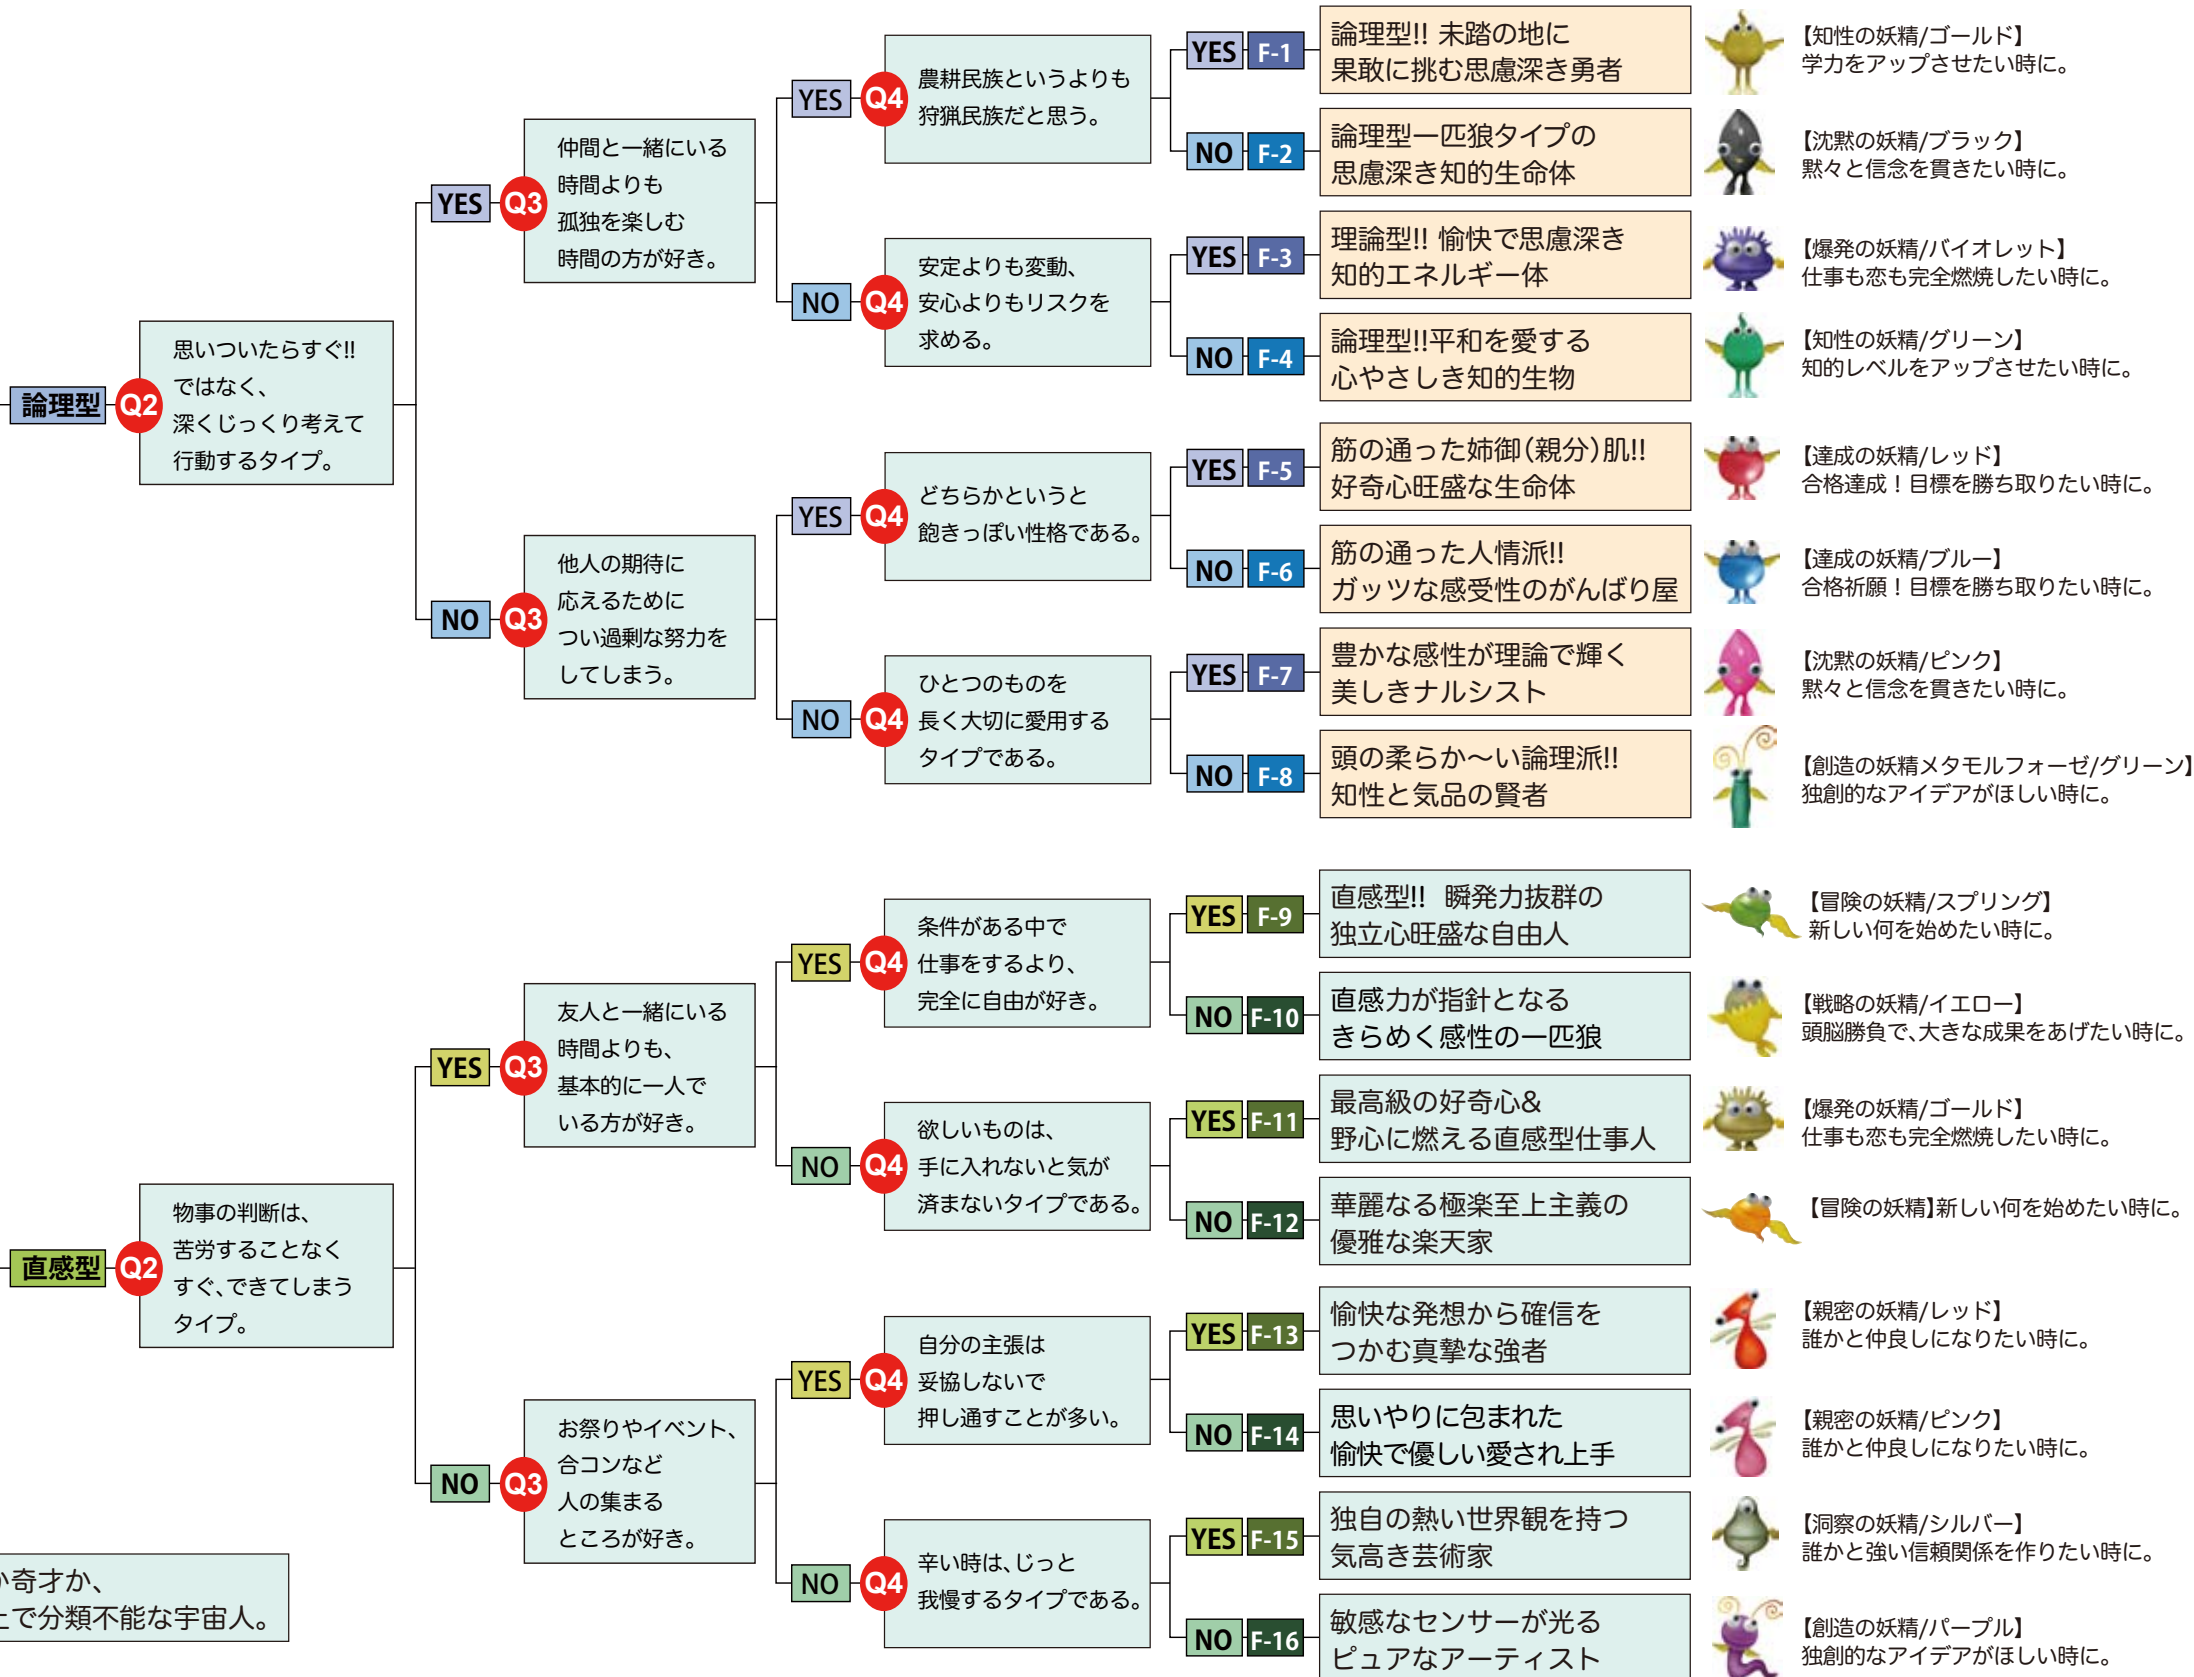 論理型
Q2
思いついたらすぐ!!
ではなく、
深くじっくり考えて
行動するタイプ。
YES
Q3
仲間と一緒にいる
時間よりも
孤独を楽しむ
時間の方が好き。
YES
Q4
農耕民族というよりも
狩猟民族だと思う。
YES F-1
論理型!! 未踏の地に
果敢に挑む思慮深き勇者
【知性の妖精/ゴールド】
学力をアップさせたい時に。
NO F-2
論理型一匹狼タイプの
思慮深き知的生命体
【沈黙の妖精/ブラック】
黙々と信念を貫きたい時に。
NO
Q4
安定よりも変動、
安心よりもリスクを
求める。
YES F-3
理論型!! 愉快で思慮深き
知的エネルギー体
【爆発の妖精/バイオレット】
仕事も恋も完全燃焼したい時に。
NO F-4
論理型!!平和を愛する
心やさしき知的生物
【知性の妖精/グリーン】
知的レベルをアップさせたい時に。
NO
Q3
他人の期待に
応えるために
つい過剰な努力を
してしまう。
YES
Q4
どちらかというと
飽きっぽい性格である。
YES F-5
筋の通った姉御(親分)肌!!
好奇心旺盛な生命体
【達成の妖精/レッド】
合格達成！目標を勝ち取りたい時に。
NO F-6
筋の通った人情派!!
ガッツな感受性のがんばり屋
【達成の妖精/ブルー】
合格祈願！目標を勝ち取りたい時に。
NO
Q4
ひとつのものを
長く大切に愛用する
タイプである。
YES F-7
豊かな感性が理論で輝く
美しきナルシスト
【沈黙の妖精/ピンク】
黙々と信念を貫きたい時に。
NO F-8
頭の柔らか〜い論理派!!
知性と気品の賢者
【創造の妖精メタモルフォーゼ/グリーン】
独創的なアイデアがほしい時に。
直感型
Q2
物事の判断は、
苦労することなく
すぐ、できてしまう
タイプ。
YES
Q3
友人と一緒にいる
時間よりも、
基本的に一人で
いる方が好き。
YES
Q4
条件がある中で
仕事をするより、
完全に自由が好き。
YES F-9
直感型!! 瞬発力抜群の
独立心旺盛な自由人
【冒険の妖精/スプリング】
新しい何を始めたい時に。
NO F-10
直感力が指針となる
きらめく感性の一匹狼
【戦略の妖精/イエロー】
頭脳勝負で、大きな成果をあげたい時に。
NO
Q4
欲しいものは、
手に入れないと気が
済まないタイプである。
YES F-11
最高級の好奇心&
野心に燃える直感型仕事人
【爆発の妖精/ゴールド】
仕事も恋も完全燃焼したい時に。
NO F-12
華麗なる極楽至上主義の
優雅な楽天家
【冒険の妖精】新しい何を始めたい時に。
NO
Q3
お祭りやイベント、
合コンなど
人の集まる
ところが好き。
YES
Q4
自分の主張は
妥協しないで
押し通すことが多い。
YES F-13
愉快な発想から確信を
つかむ真摯な強者
【親密の妖精/レッド】
誰かと仲良しになりたい時に。
NO F-14
思いやりに包まれた
愉快で優しい愛され上手
【親密の妖精/ピンク】
誰かと仲良しになりたい時に。
NO
Q4
辛い時は、じっと
我慢するタイプである。
YES F-15
独自の熱い世界観を持つ
気高き芸術家
【洞察の妖精/シルバー】
誰かと強い信頼関係を作りたい時に。
NO F-16
敏感なセンサーが光る
ピュアなアーティスト
【創造の妖精/パープル】
独創的なアイデアがほしい時に。
か奇才か、
上で分類不能な宇宙人。